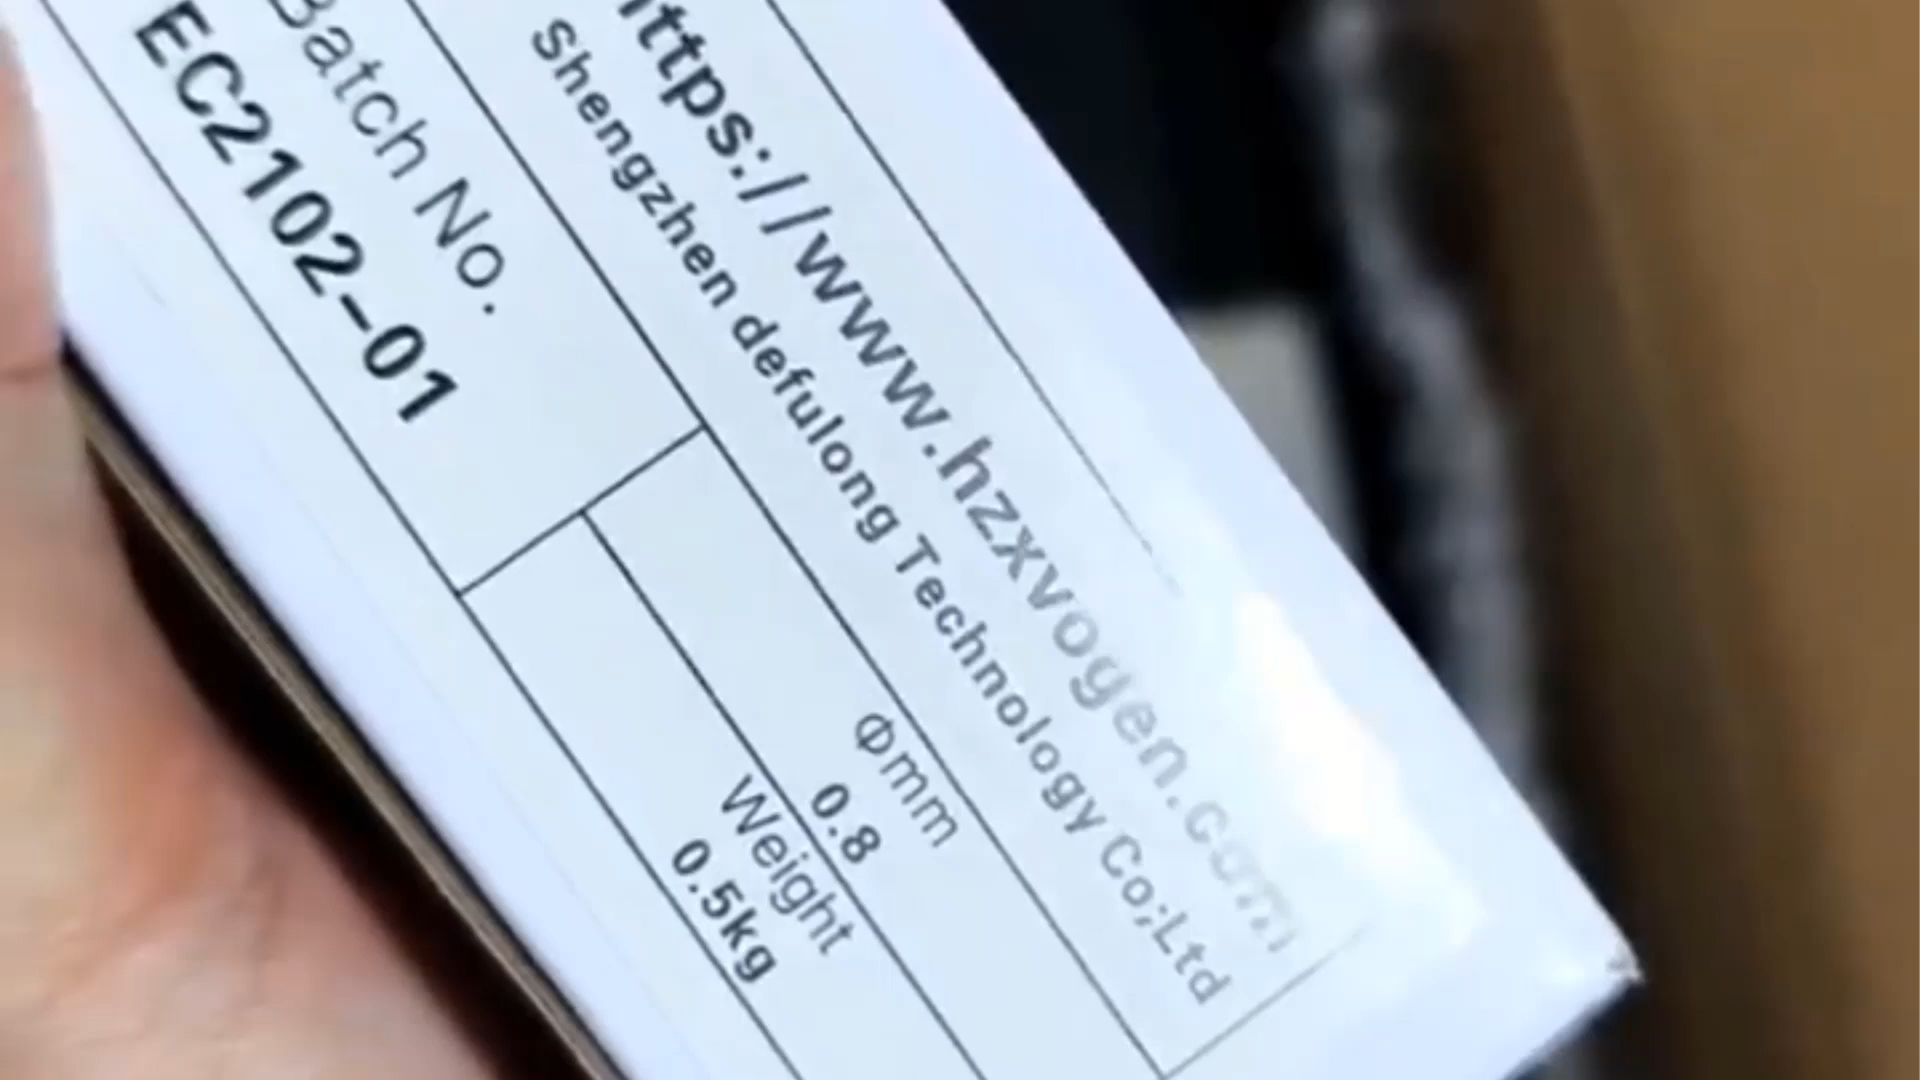 https://www.hzxvogen.com
Shengzhen defulong Technology Co;Ltd
Batch No.
EC2102-01
Φmm
0.8
Weight
0.5kg